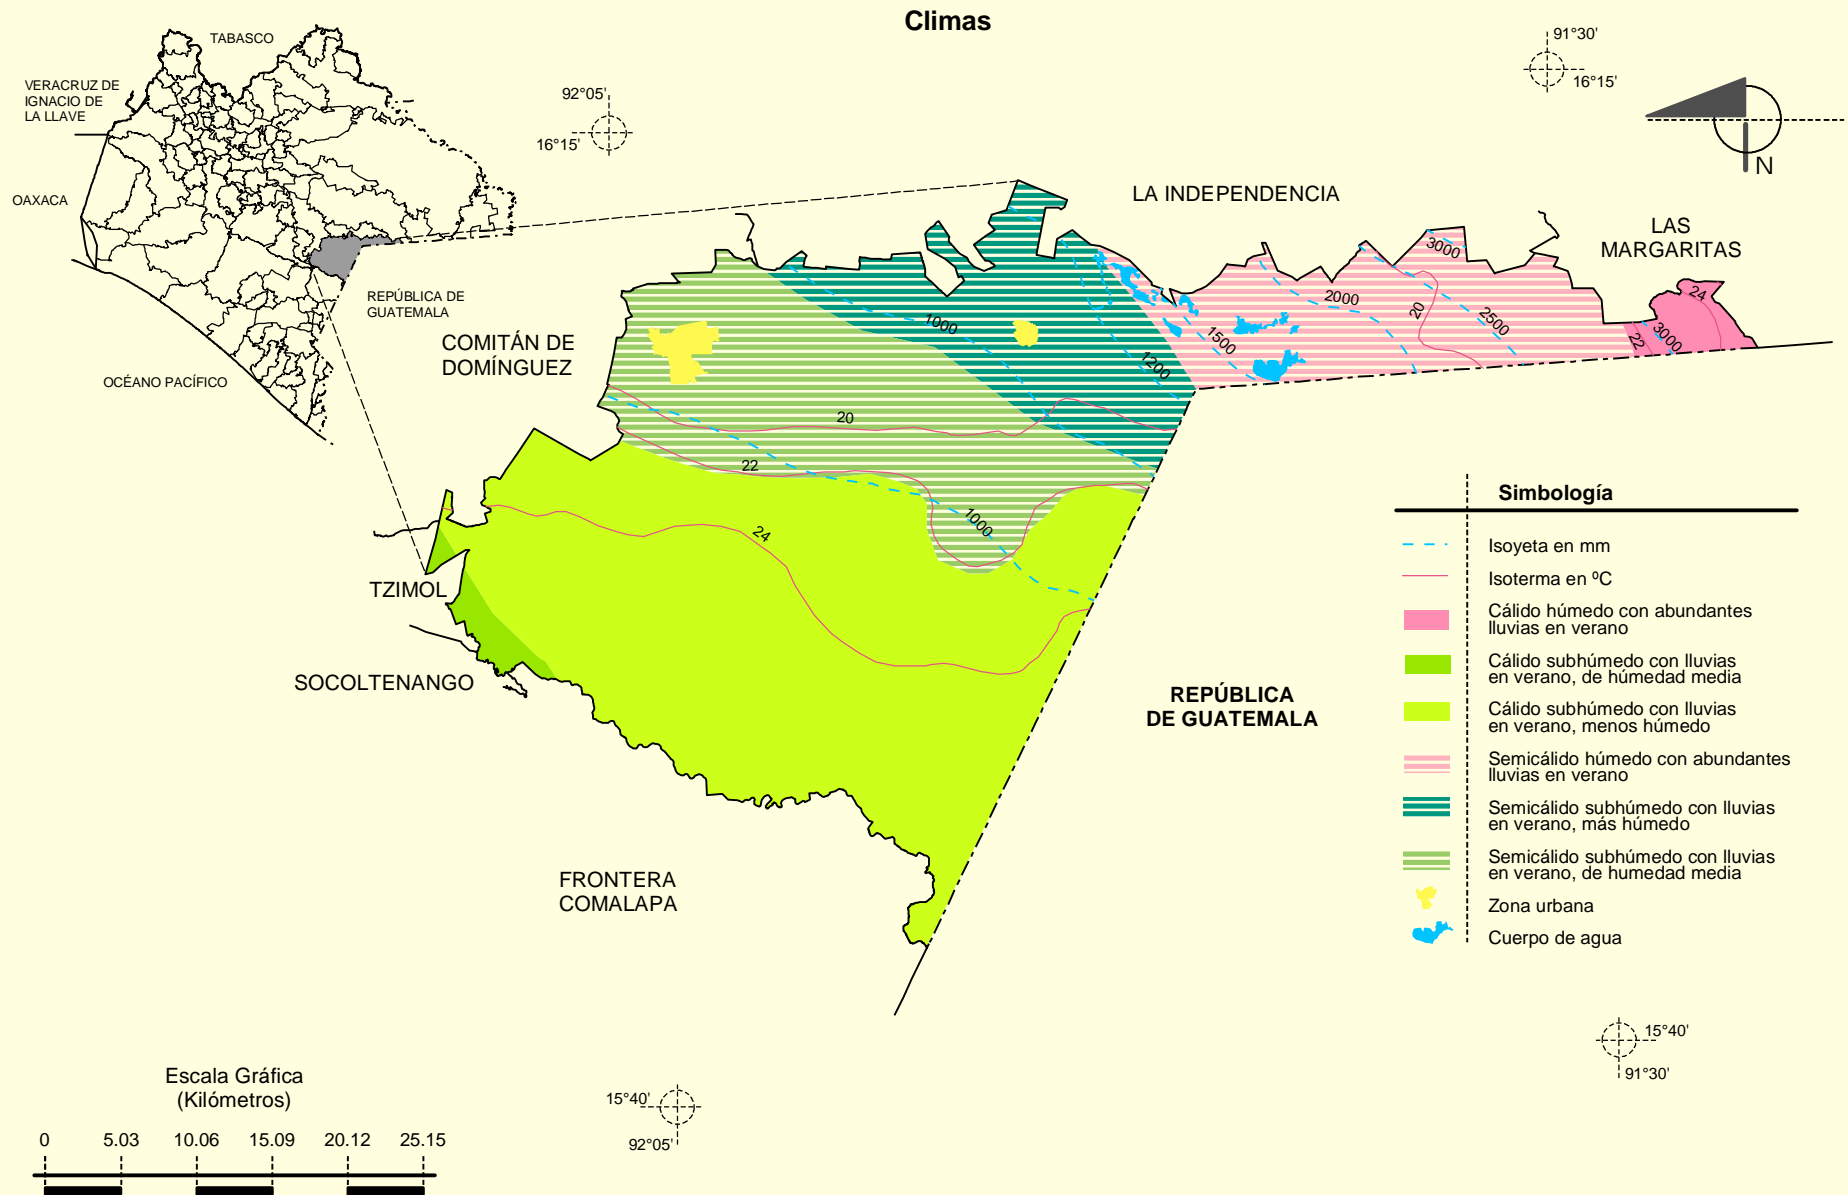 Climas
TABASCO
VERACRUZ DE
IGNACIO DE
LA LLAVE
OAXACA
REPÚBLICA DE
GUATEMALA
OCÉANO PACÍFICO
92°05'
16°15'
91°30'
16°15'
N
LA INDEPENDENCIA
LAS
MARGARITAS
COMITÁN DE
DOMÍNGUEZ
3000
24
2000
20
2500
1000
1500
22
3000
1200
20
22
1000
24
TZIMOL
SOCOLTENANGO
REPÚBLICA
DE GUATEMALA
FRONTERA
COMALAPA
Simbología
Isoyeta en mm
Isoterma en ºC
Cálido húmedo con abundantes
lluvias en verano
Cálido subhúmedo con lluvias
en verano, de húmedad media
Cálido subhúmedo con lluvias
en verano, menos húmedo
Semicálido húmedo con abundantes
lluvias en verano
Semicálido subhúmedo con lluvias
en verano, más húmedo
Semicálido subhúmedo con lluvias
en verano, de humedad media
Zona urbana
Cuerpo de agua
15°40'
91°30'
15°40'
92°05'
Escala Gráfica
(Kilómetros)
0 5.03 10.06 15.09 20.12 25.15